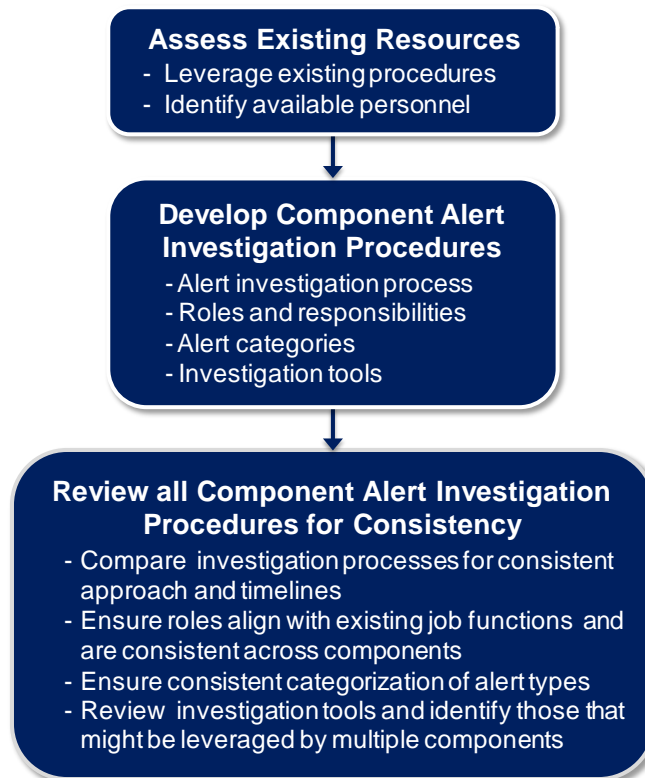 Assess Existing Resources
- Leverage existing procedures
- Identify available personnel
Develop Component Alert
Investigation Procedures
- Alert investigation process
- Roles and responsibilities
- Alert categories
- Investigation tools
Review all Component Alert Investigation
Procedures for Consistency
- Compare investigation processes for consistent
approach and timelines
- Ensure roles align with existing job functions and
are consistent across components
- Ensure consistent categorization of alert types
- Review investigation tools and identify those that
might be leveraged by multiple components